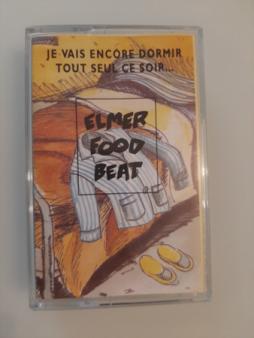 JE VAIS ENCORE DORMIR
TOUT SEUL CE SOIR...
ELMER
FOOD
BEAT